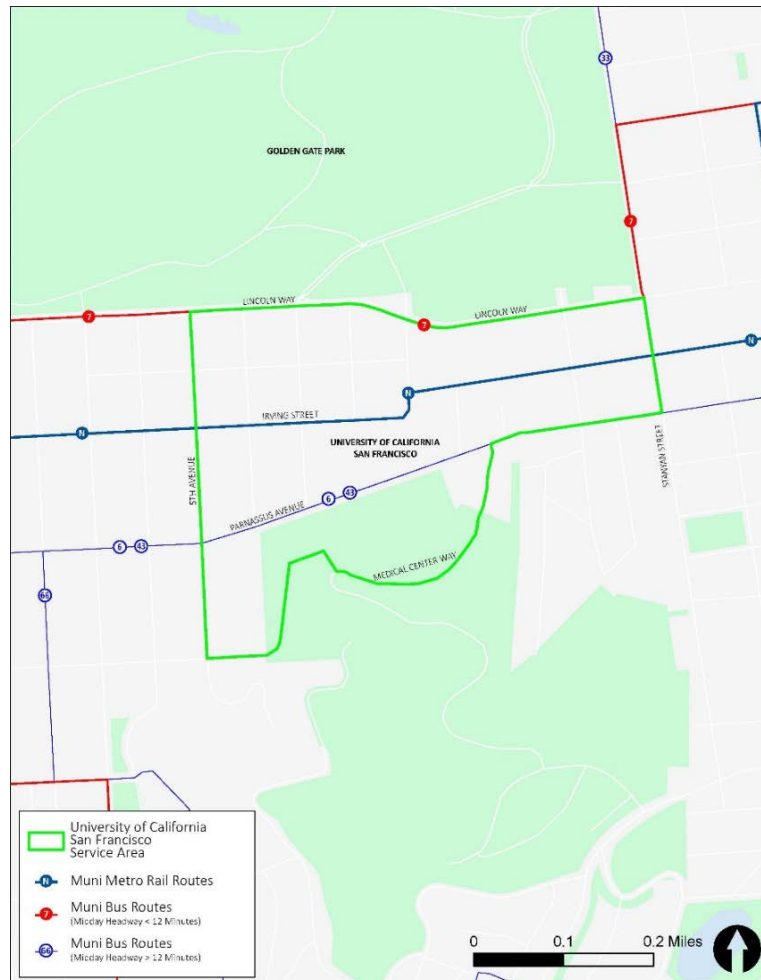 33
GOLDEN GATE PARK
7
LINCOLN WAY
7
7
LINCOLN WAY
N
N
N
IRVING STREET
UNIVERSITY OF CALIFORNIA
SAN FRANCISCO
5TH AVENUE
STANYAN STREET
6 43
PARNASSUS AVENUE
6 43
MEDICAL CENTER WAY
66
University of California
San Francisco
Service Area
N Muni Metro Rail Routes
7 Muni Bus Routes
(Midday Headway < 12 Minutes)
66 Muni Bus Routes
(Midday Headway > 12 Minutes)
0 0.1 0.2 Miles